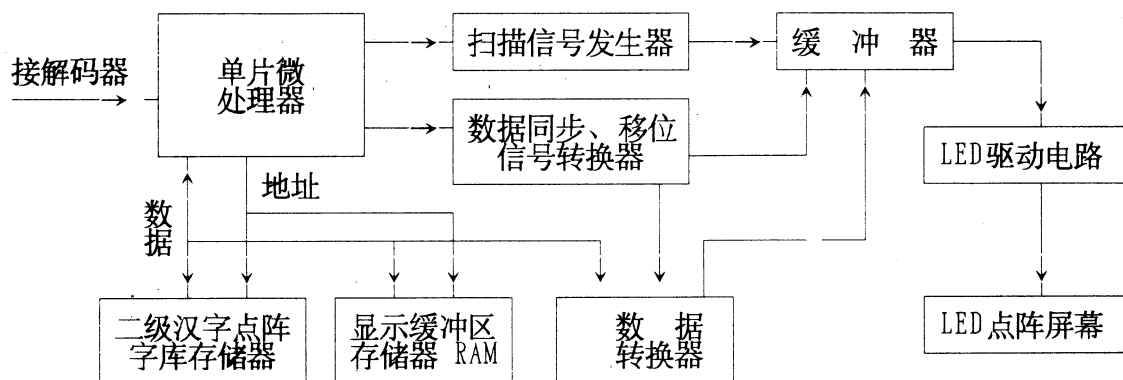 接解码器
单片微
处理器
扫描信号发生器
缓冲器
数据同步、移位
信号转换器
LED驱动电路
地址
数
据
二级汉字点阵
字库存储器
显示缓冲区
存储器 RAM
数据
转换器
LED点阵屏幕